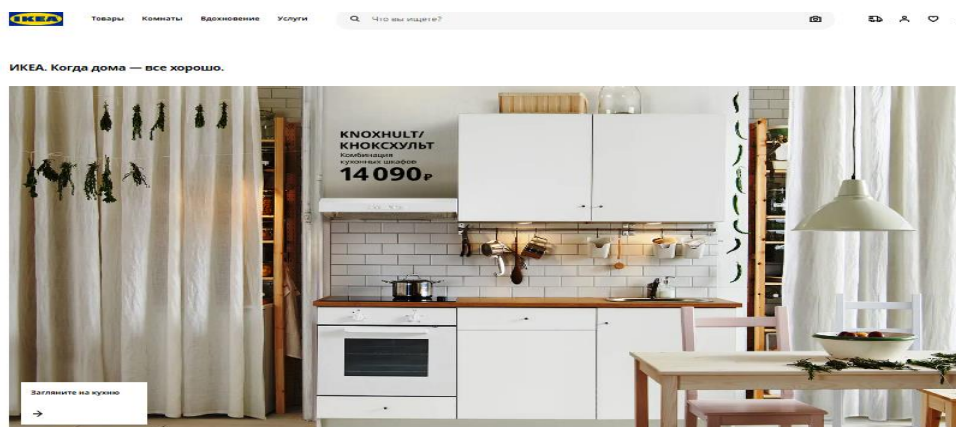 IKEA
Товары Комнаты Вдохновение Услуги
Что вы ищете?
ИКЕА. Когда дома — все хорошо.
KNOXHULT/
КНОКСХУЛЬТ
Комбинация
кухонных шкафов
14 090₽
Загляните на кухню